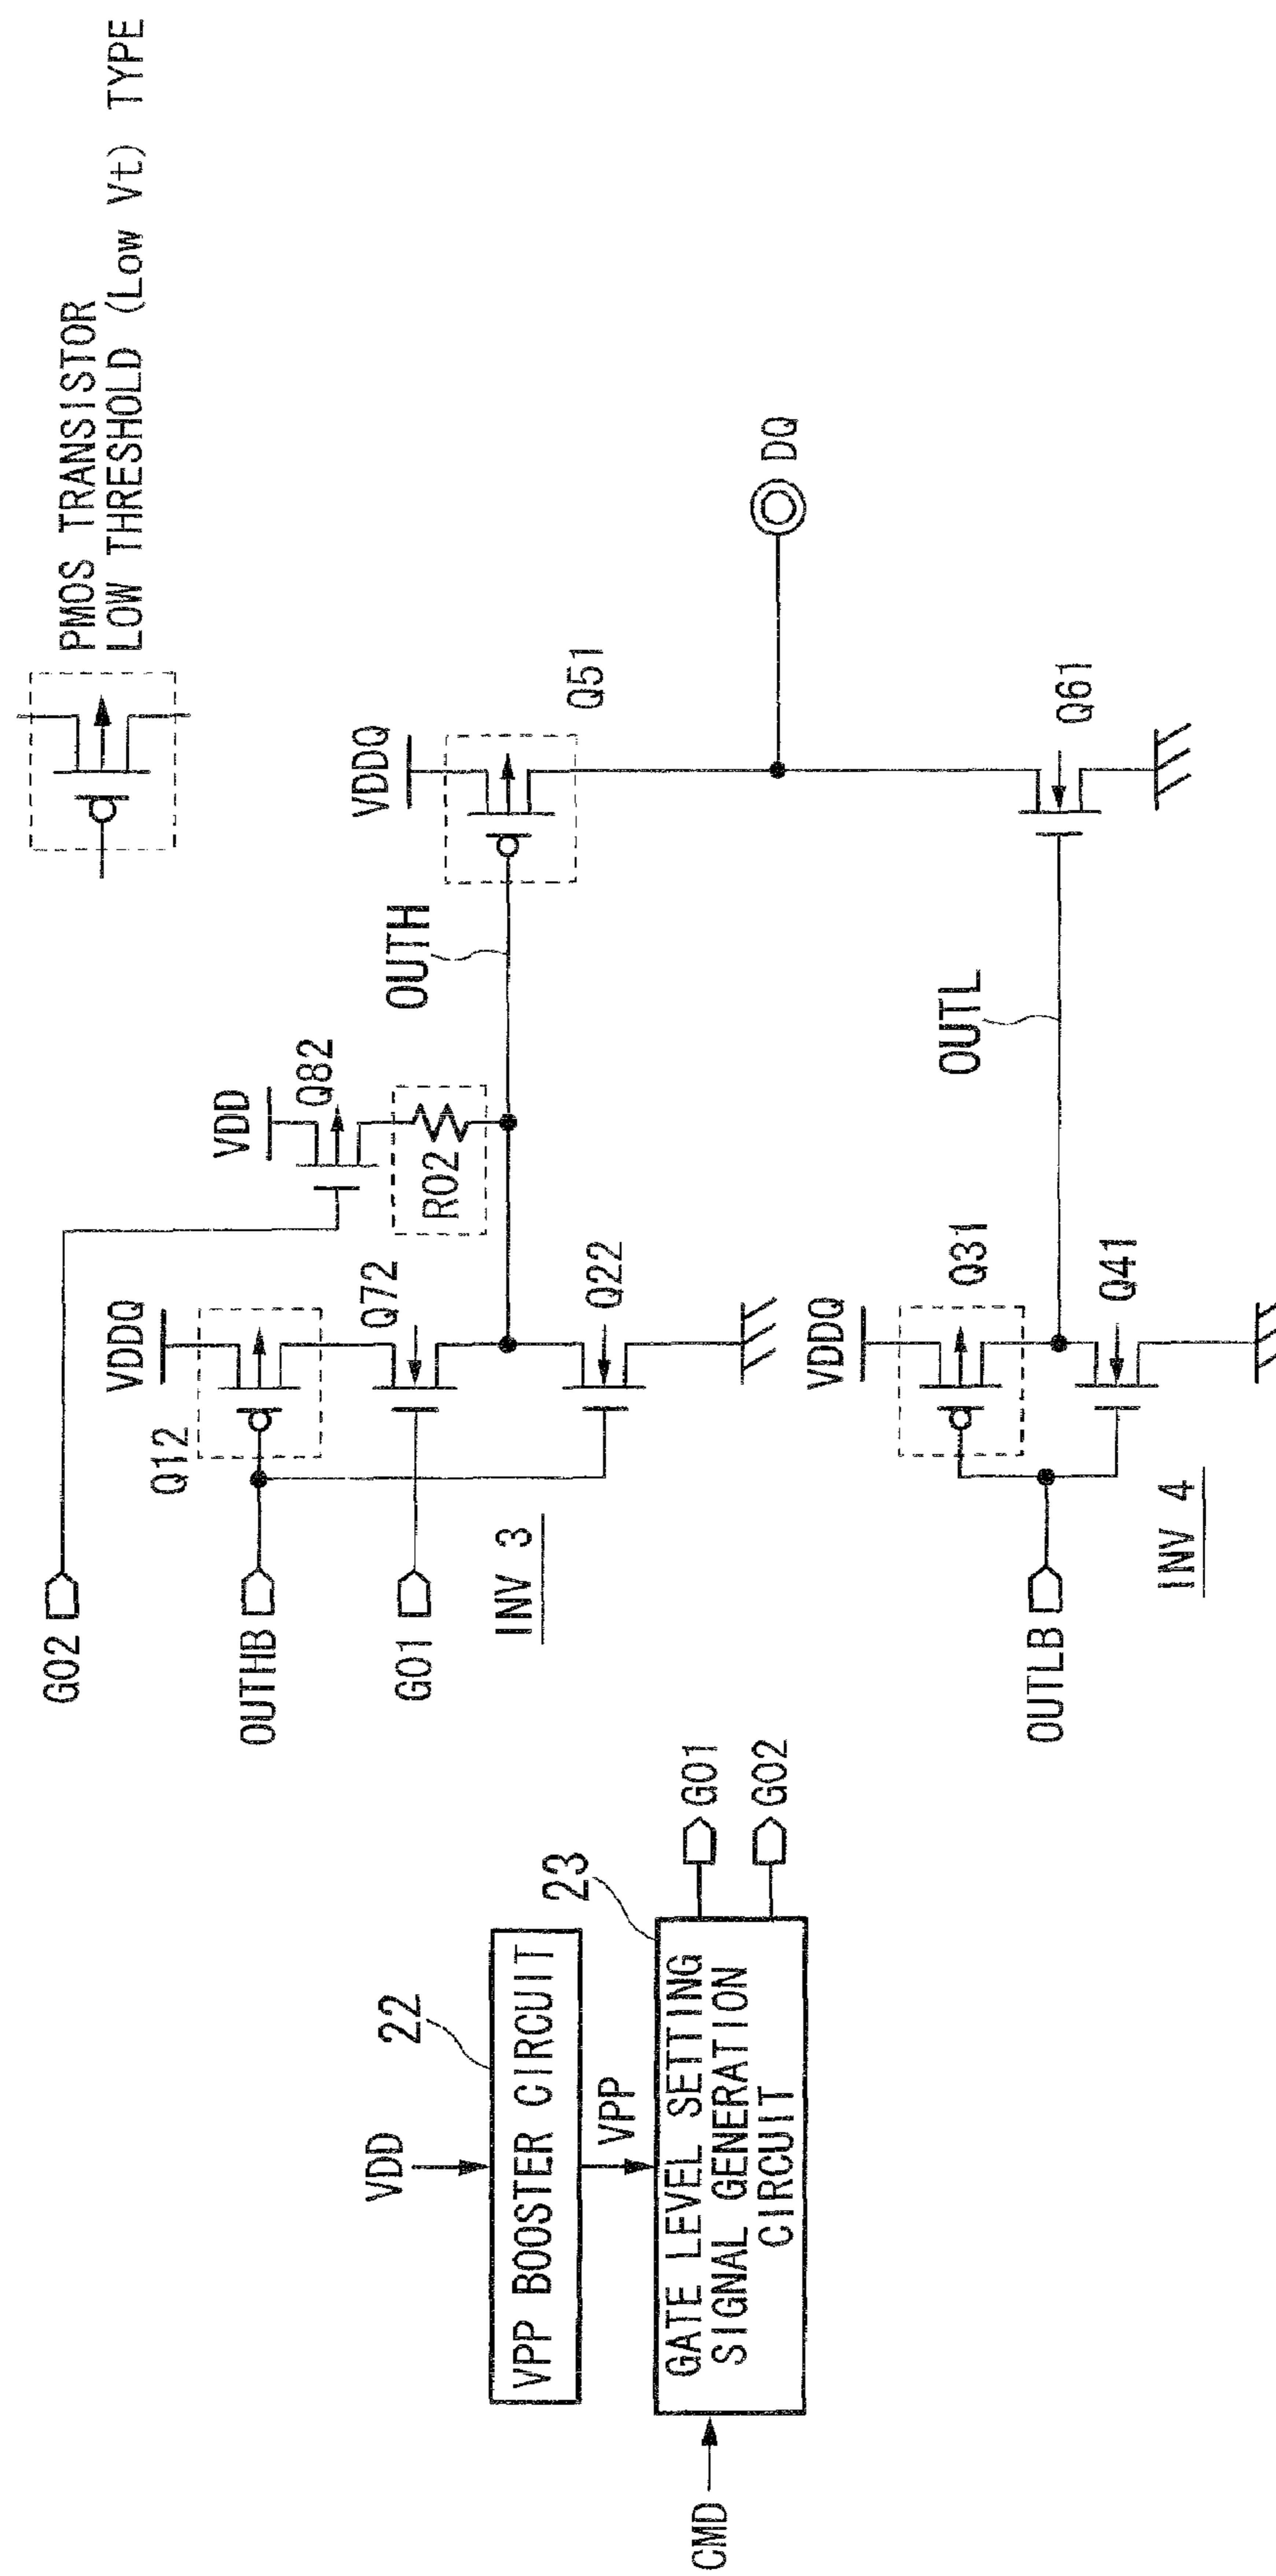 PMOS TRANSISTOR
LOW THRESHOLD (Low Vt) TYPE
VDD
22
VPP BOOSTER CIRCUIT
VPP
23
CMD
GATE LEVEL SETTING
SIGNAL GENERATION
CIRCUIT
G01
G02
G02
OUTHB
G01
INV 3
Q12
VDDQ
Q72
Q22
VDD
Q82
R02
OUTH
VDDQ
Q51
DQ
OUTLB
INV 4
VDDQ
Q31
Q41
OUTL
Q61